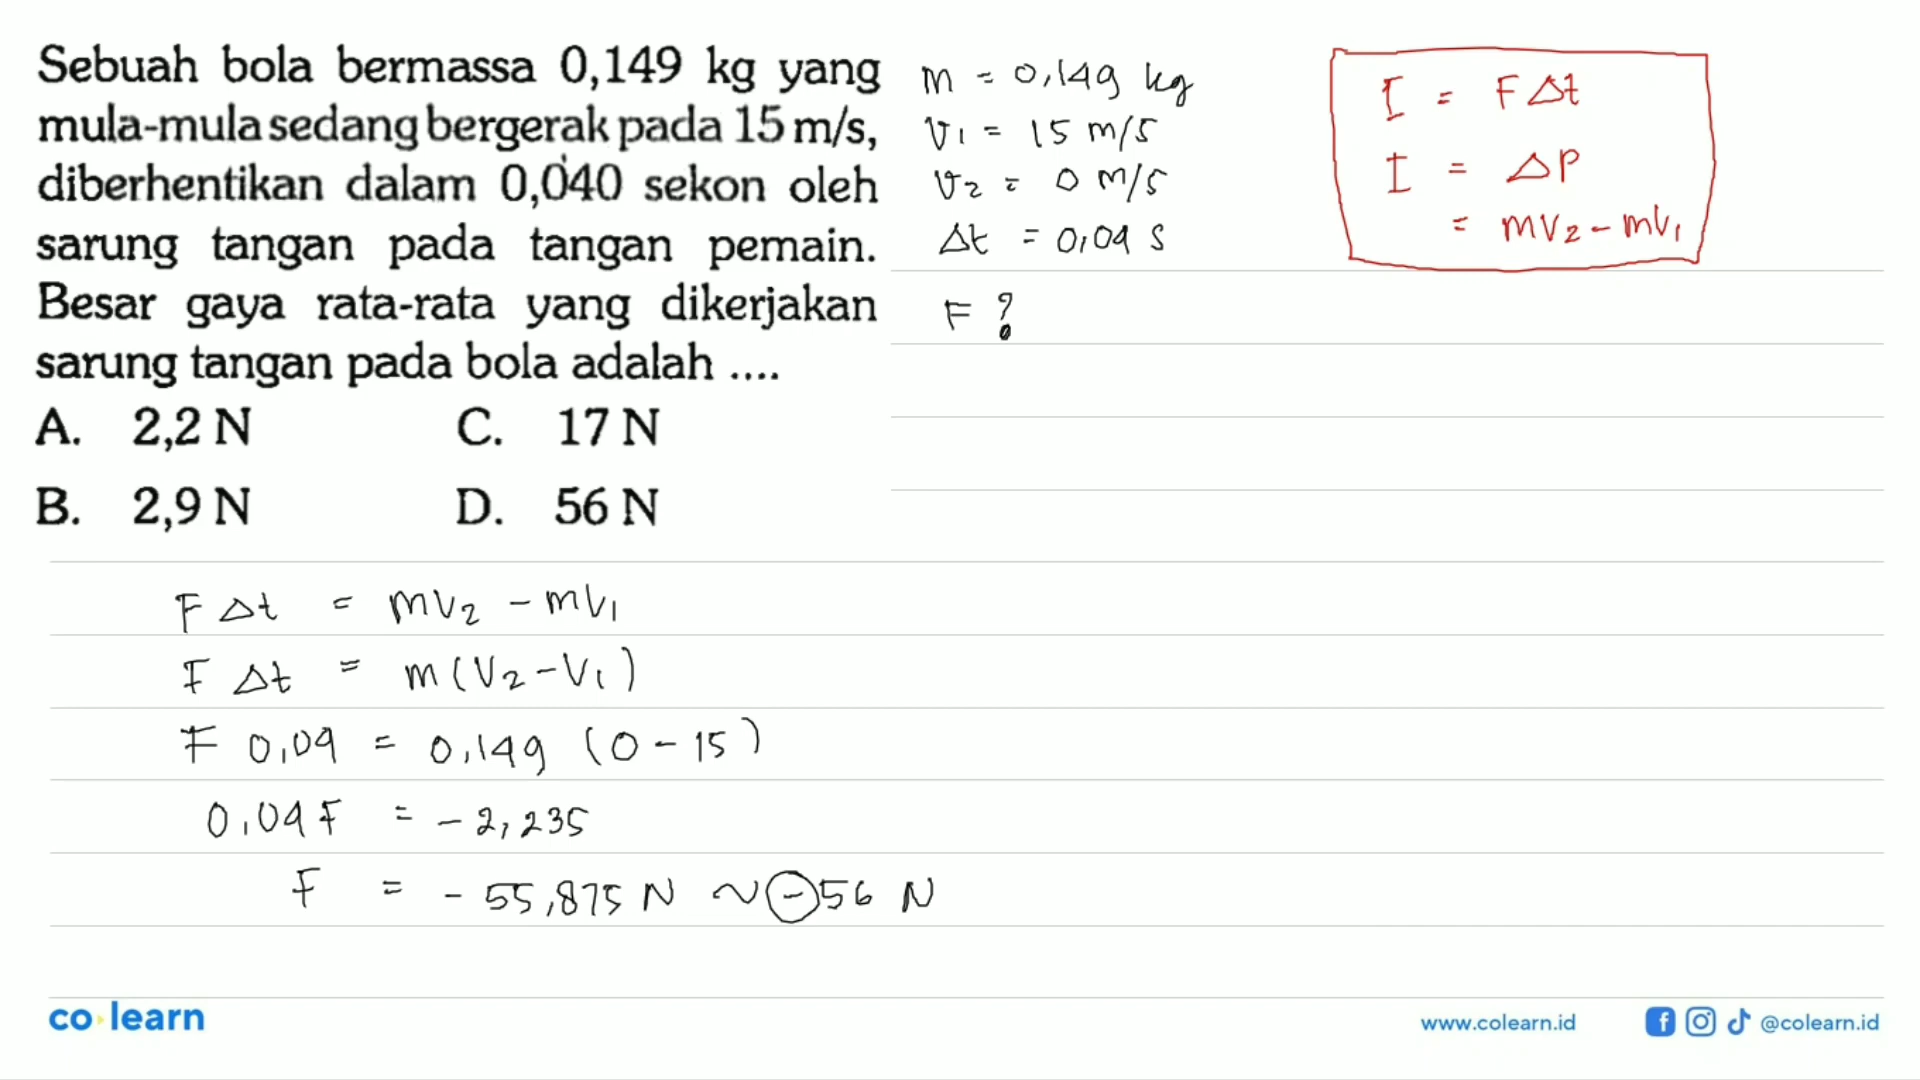 Sebuah bola bermassa 0,149 kg yang
mula-mula sedang bergerak pada 15 m/s,
diberhentikan dalam 0,040 sekon oleh
sarung tangan pada tangan pemain.
Besar gaya rata-rata yang dikerjakan
sarung tangan pada bola adalah ....
A. 2,2 N C. 17 N
B. 2,9 N D. 56 N
m = 0,149 kg
V1 = 15 m/s
V2 = 0 m/s
Δt = 0,04 s
F ?
I = F Δt
I = Δp
= mV2 - mV1
F Δt = mV2 - mV1
F Δt = m(V2 - V1)
F 0,04 = 0,149 (0 - 15)
0,04 F = -2,235
F = -55,875 N ~ -56 N
co learn
www.colearn.id
@colearn.id